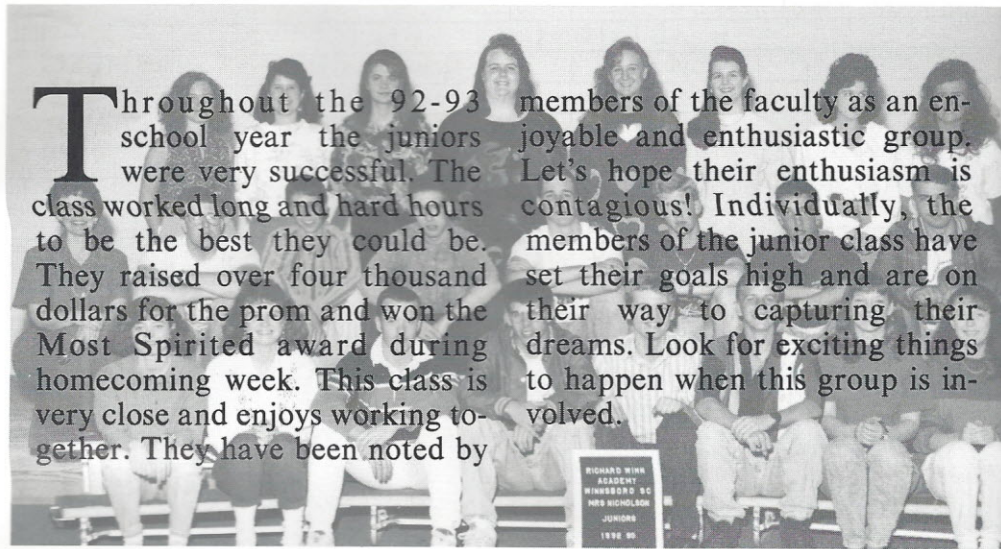 Throughout the 92-93
school year the juniors
were very successful. The
class worked long and hard hours
to be the best they could be.
They raised over four thousand
dollars for the prom and won the
Most Spirited award during
homecoming week. This class is
very close and enjoys working to-
gether. They have been noted by
members of the faculty as an en-
joyable and enthusiastic group.
Let's hope their enthusiasm is
contagious! Individually, the
members of the junior class have
set their goals high and are on
their way to capturing their
dreams. Look for exciting things
to happen when this group is in-
volved.
RICHARD WINN
ACADEMY
WINNSBORO SC
MRS NICHOLSON
JUNIORS